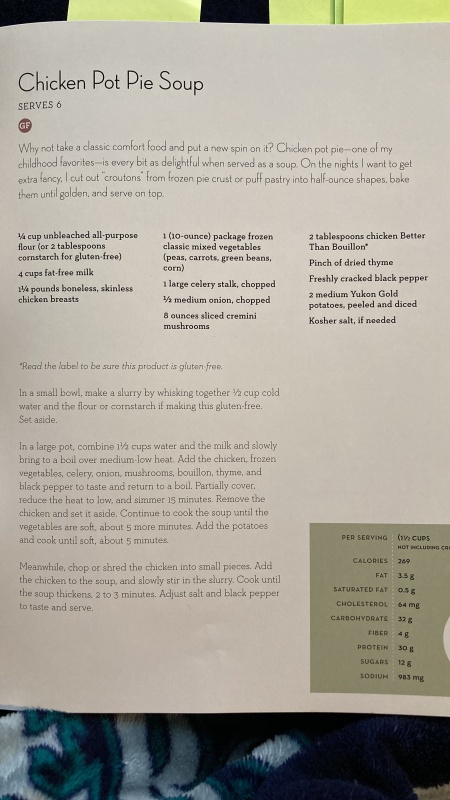 Chicken Pot Pie Soup
SERVES 6
GF
Why not take a classic comfort food and put a new spin on it? Chicken pot pie—one of my
childhood favorites—is every bit as delightful when served as a soup. On the nights I want to get
extra fancy, I cut out "croutons" from frozen pie crust or puff pastry into half-ounce shapes, bake
them until golden, and serve on top.
¼ cup unbleached all-purpose
flour (or 2 tablespoons
cornstarch for gluten-free)
4 cups fat-free milk
1¼ pounds boneless, skinless
chicken breasts
1 (10-ounce) package frozen
classic mixed vegetables
(peas, carrots, green beans,
corn)
1 large celery stalk, chopped
½ medium onion, chopped
8 ounces sliced cremini
mushrooms
2 tablespoons chicken Better
Than Bouillon*
Pinch of dried thyme
Freshly cracked black pepper
2 medium Yukon Gold
potatoes, peeled and diced
Kosher salt, if needed
*Read the label to be sure this product is gluten-free.
In a small bowl, make a slurry by whisking together ½ cup cold
water and the flour or cornstarch if making this gluten-free.
Set aside.
In a large pot, combine 1½ cups water and the milk and slowly
bring to a boil over medium-low heat. Add the chicken, frozen
vegetables, celery, onion, mushrooms, bouillon, thyme, and
black pepper to taste and return to a boil. Partially cover,
reduce the heat to low, and simmer 15 minutes. Remove the
chicken and set it aside. Continue to cook the soup until the
vegetables are soft, about 5 more minutes. Add the potatoes
and cook until soft, about 5 minutes.
Meanwhile, chop or shred the chicken into small pieces. Add
the chicken to the soup, and slowly stir in the slurry. Cook until
the soup thickens, 2 to 3 minutes. Adjust salt and black pepper
to taste and serve.
PER SERVING (1½ CUPS
NOT INCLUDING CR
CALORIES 269
FAT 3.5 g
SATURATED FAT 0.5 g
CHOLESTEROL 64 mg
CARBOHYDRATE 32 g
FIBER 4 g
PROTEIN 30 g
SUGARS 12 g
SODIUM 983 mg